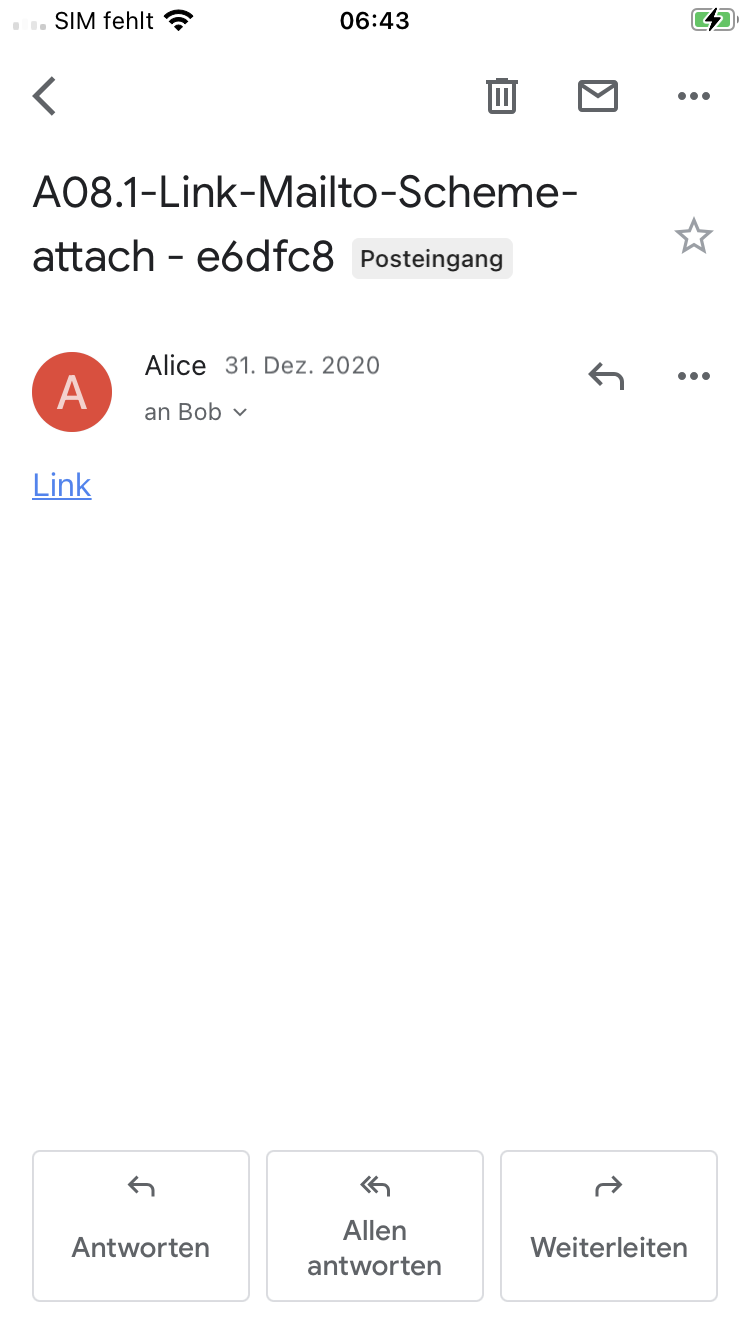 SIM fehlt 06:43
A08.1-Link-Mailto-Scheme-
attach - e6dfc8 Posteingang
A
Alice 31. Dez. 2020
an Bob
Link
Antworten
Allen
antworten
Weiterleiten